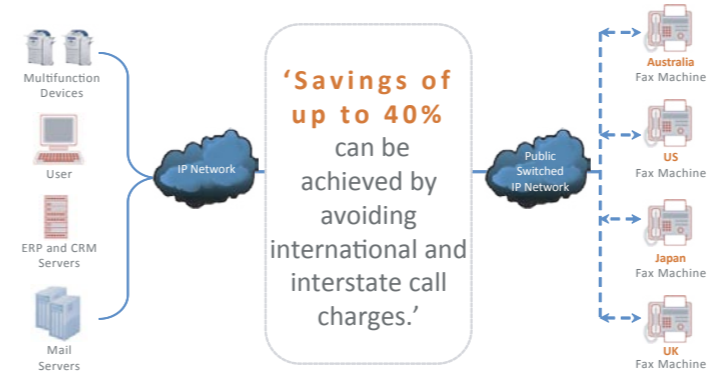 Multifunction
Devices
User
ERP and CRM
Servers
Mail
Servers
IP Network
‘Savings of
up to 40%
can be
achieved by
avoiding
international and
interstate call
charges.’
Public
Switched
IP Network
Australia
Fax Machine
US
Fax Machine
Japan
Fax Machine
UK
Fax Machine